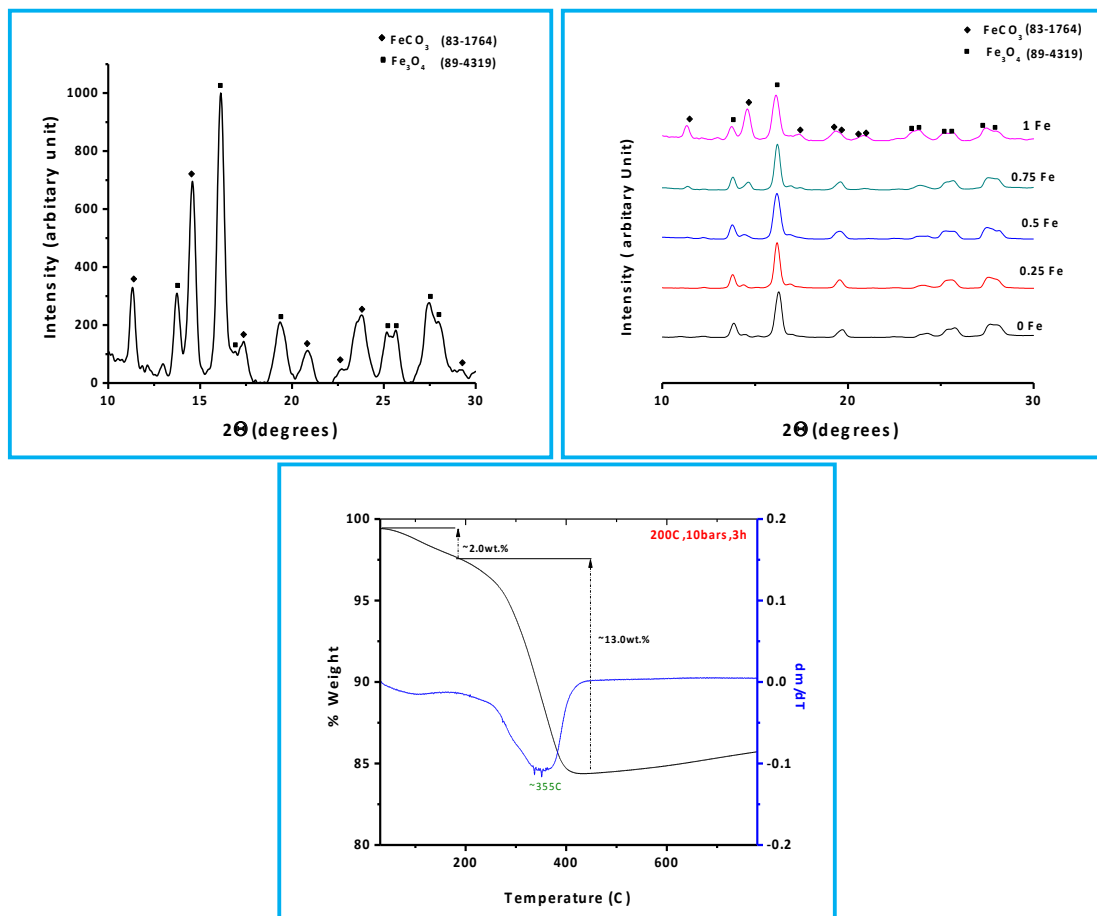 FeCO3 (83-1764)
Fe3O4 (89-4319)
1000
800
600
400
200
0
10 15 20 25 30
Intensity (arbitary unit)
2Θ (degrees)
FeCO3 (83-1764)
Fe3O4 (89-4319)
1 Fe
0.75 Fe
0.5 Fe
0.25 Fe
0 Fe
10 20 30
Intensity (arbitary Unit)
2Θ (degrees)
200C,10bars,3h
~2.0wt.%
~13.0wt.%
~355C
100
95
90
85
80
% Weight
0.2
0.1
0.0
-0.1
-0.2
dm/dT
200 400 600
Temperature (C)